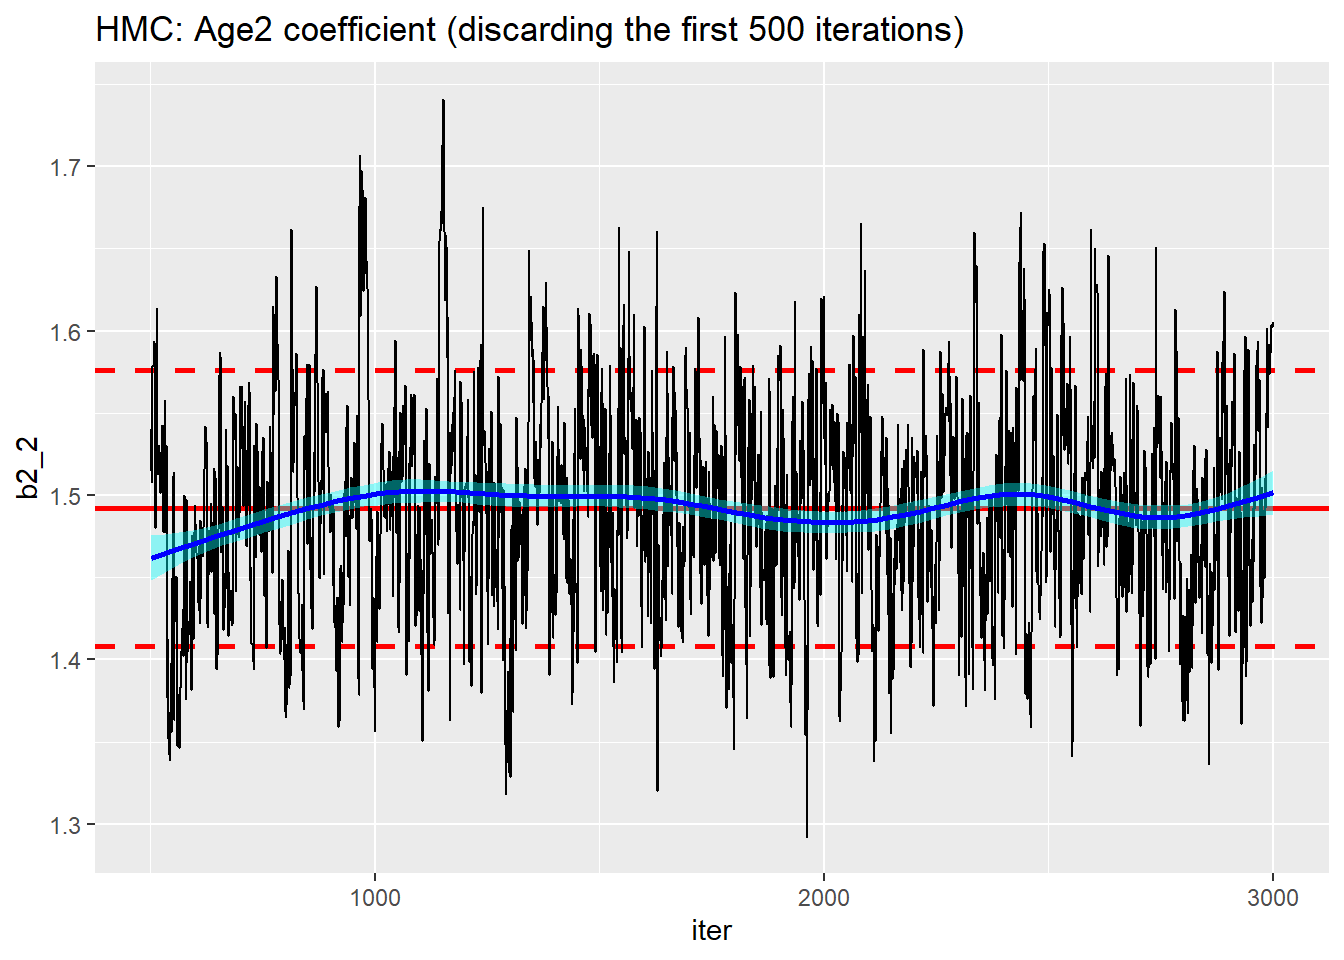 HMC: Age2 coefficient (discarding the first 500 iterations)
1.7
1.6
1.5
1.4
1.3
b2_2
1000 2000 3000
iter